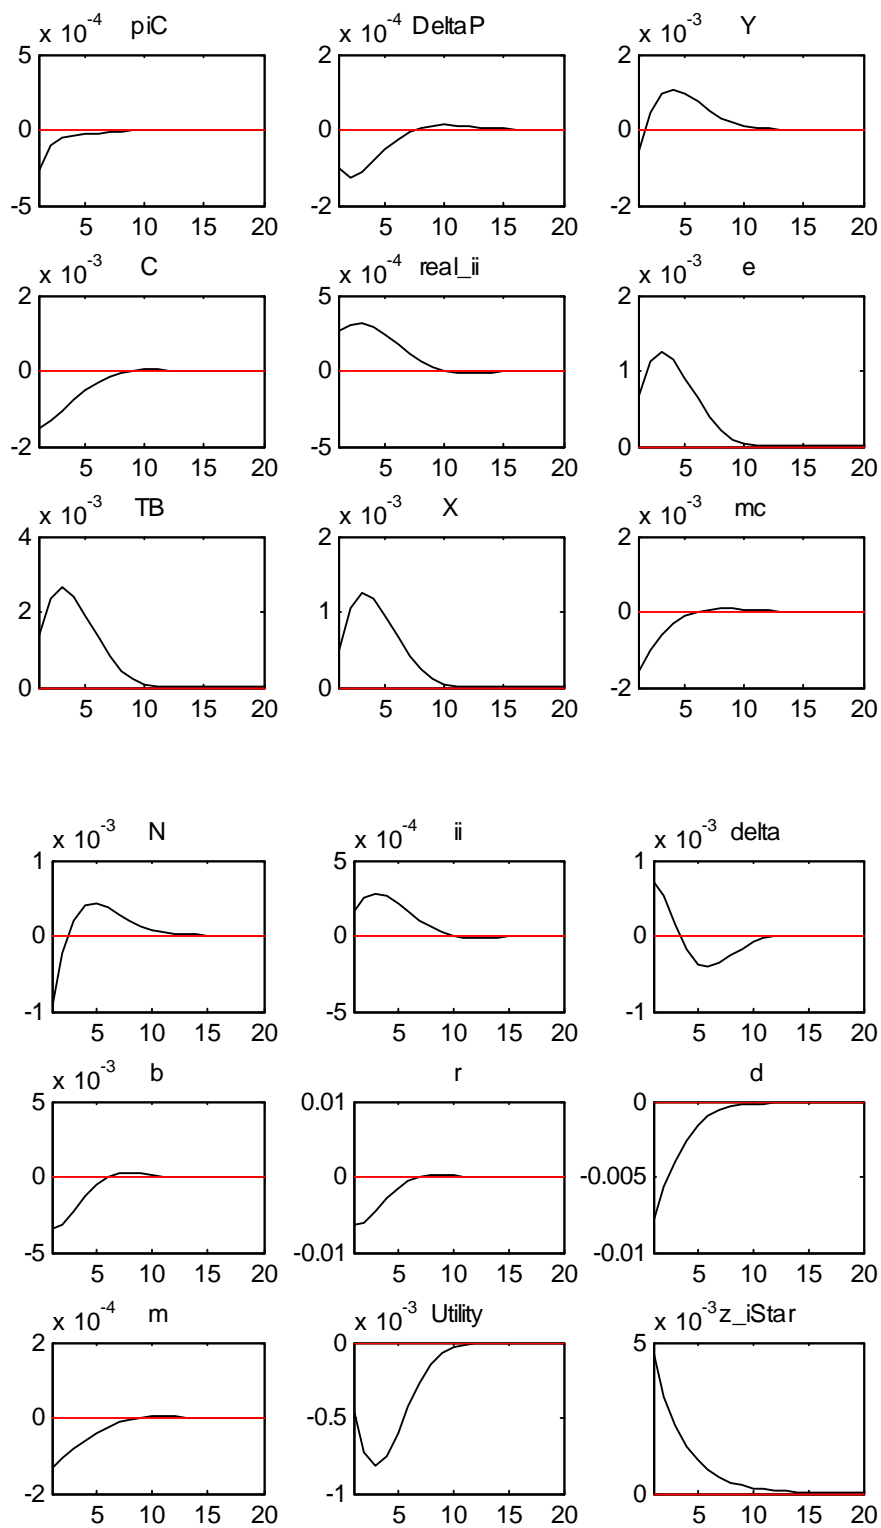 x 10^-4 piC x 10^-4 DeltaP x 10^-3 Y
5 2 2
0 0 0
-5 -2 -2
5 10 15 20 5 10 15 20 5 10 15 20
x 10^-3 C x 10^-4 real_ii x 10^-3 e
2 5 2
0 0 1
-2 -5 0
5 10 15 20 5 10 15 20 5 10 15 20
x 10^-3 TB x 10^-3 X x 10^-3 mc
4 2 2
2 1 0
0 0 -2
5 10 15 20 5 10 15 20 5 10 15 20
x 10^-3 N x 10^-4 ii x 10^-3 delta
1 5 1
0 0 0
-1 -5 -1
5 10 15 20 5 10 15 20 5 10 15 20
x 10^-3 b r d
5 0.01 0
0 0 -0.005
-5 -0.01 -0.01
5 10 15 20 5 10 15 20 5 10 15 20
x 10^-4 m x 10^-3 Utility x 10^-3 z_iStar
2 0 5
0 -0.5
-2 -1 0
5 10 15 20 5 10 15 20 5 10 15 20